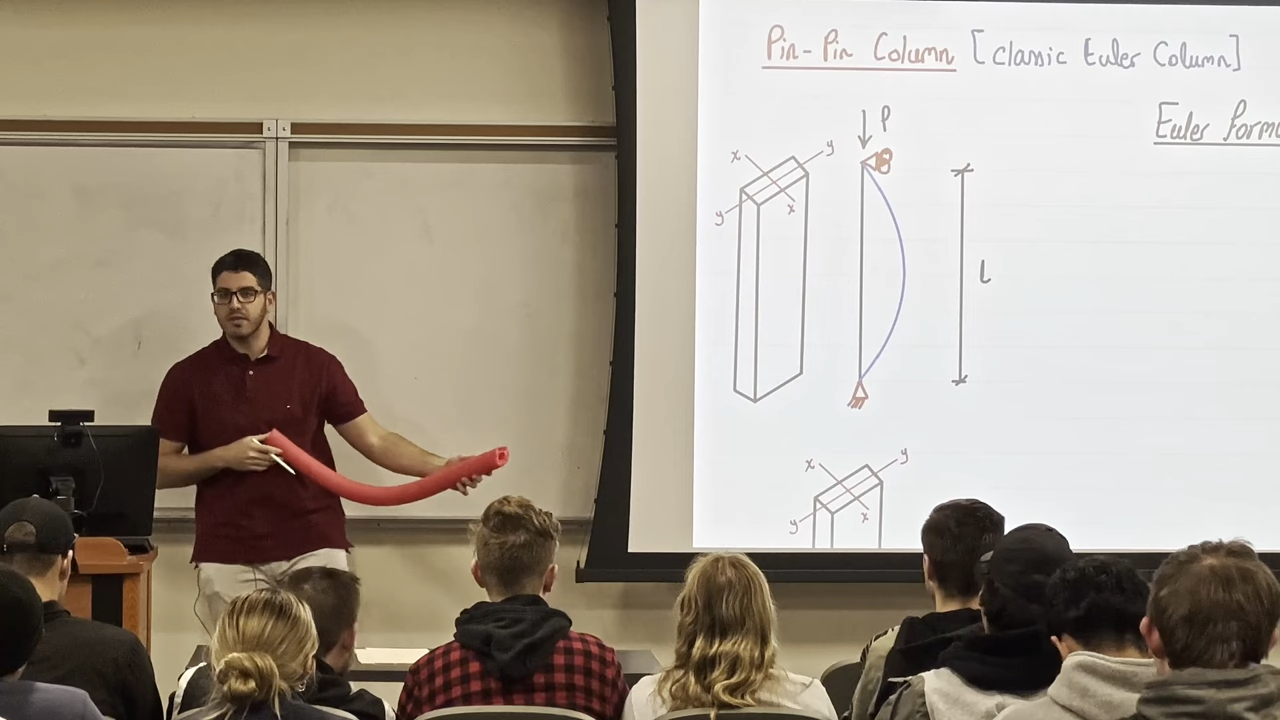 Pin-Pin Column [Classic Euler Column]
Euler Form
P
x y
y x
L
x y
y x